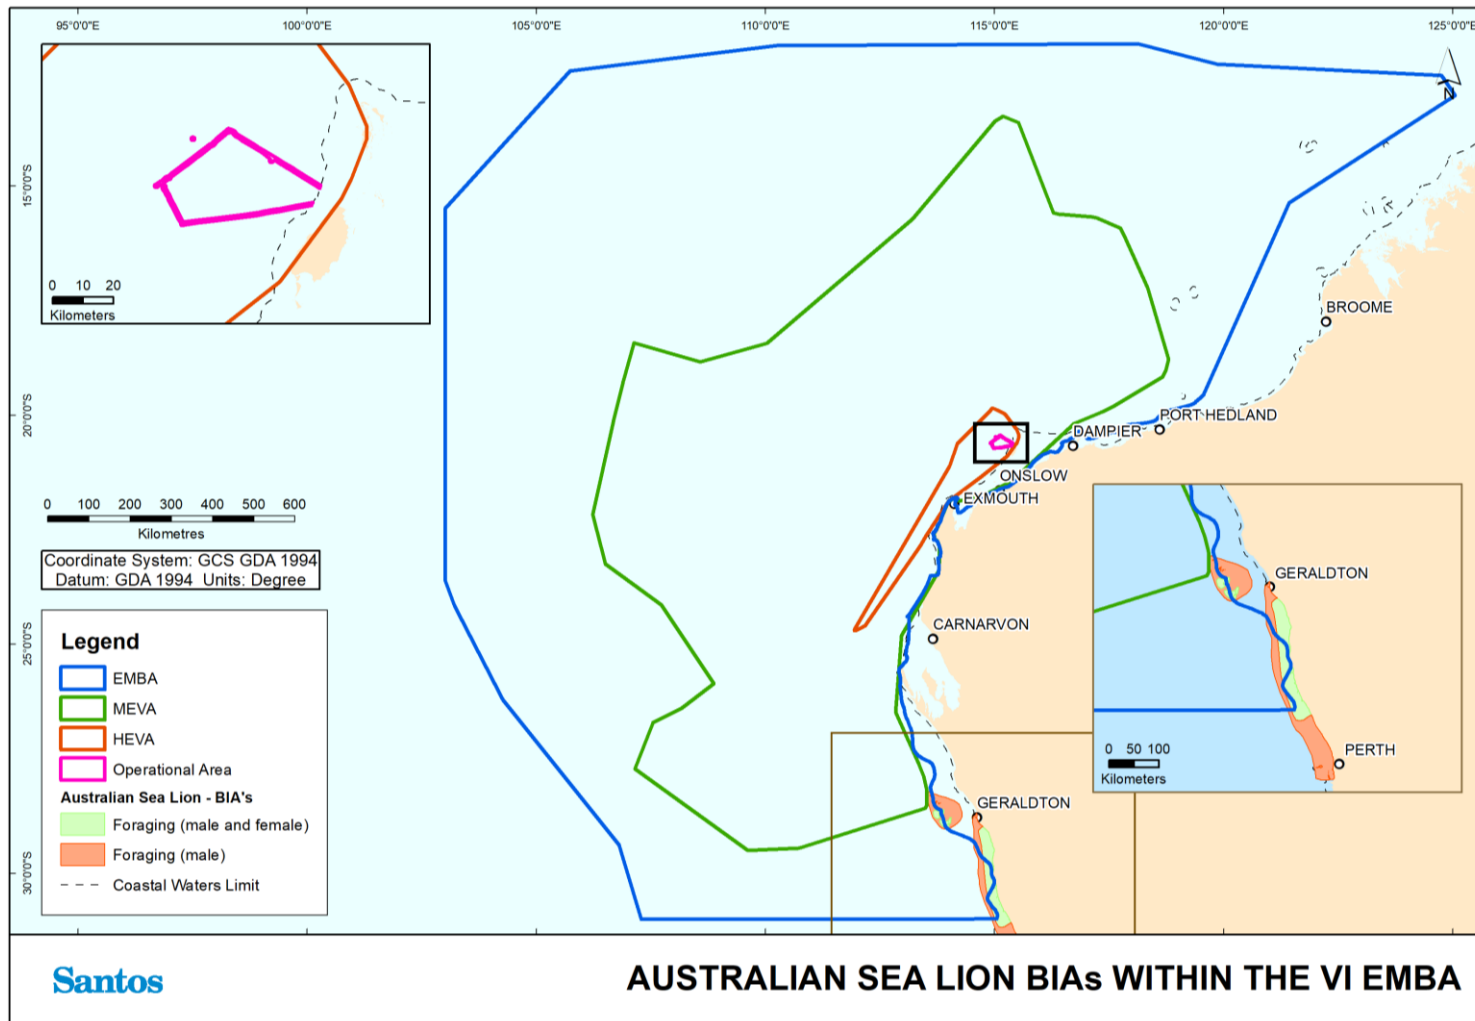 95°0'0"E 100°0'0"E 105°0'0"E 110°0'0"E 115°0'0"E 120°0'0"E 125°0'0"E
N
15°0'0"S
20°0'0"S
25°0'0"S
30°0'0"S
0 10 20
Kilometers
BROOME
PORT HEDLAND
DAMPIER
ONSLOW
EXMOUTH
CARNARVON
GERALDTON
0 100 200 300 400 500 600
Kilometres
Coordinate System: GCS GDA 1994
Datum: GDA 1994 Units: Degree
Legend
EMBA
MEVA
HEVA
Operational Area
Australian Sea Lion - BIA's
Foraging (male and female)
Foraging (male)
Coastal Waters Limit
GERALDTON
PERTH
0 50 100
Kilometers
Santos
AUSTRALIAN SEA LION BIAs WITHIN THE VI EMBA